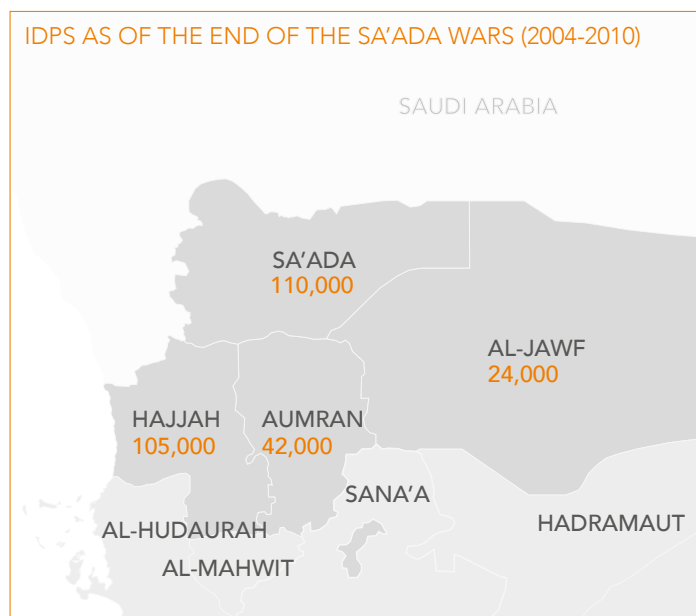 IDPS AS OF THE END OF THE SA'ADA WARS (2004-2010)
SAUDI ARABIA
SA'ADA
110,000
AL-JAWF
24,000
HAJJAH
105,000
AUMRAN
42,000
SANA'A
HADRAMAUT
AL-HUDAURAH
AL-MAHWIT